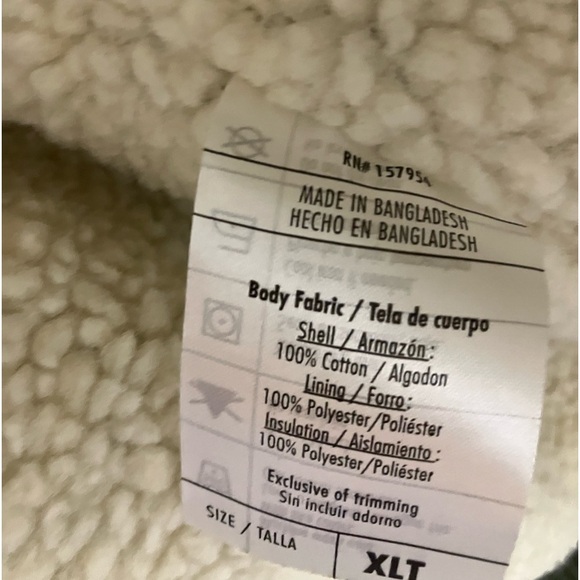 RN# 15795
MADE IN BANGLADESH
HECHO EN BANGLADESH
Body Fabric / Tela de cuerpo
Shell / Armazón:
100% Cotton / Algodon
Lining / Forro:
100% Polyester/Poliéster
Insulation / Aislamiento:
100% Polyester/Poliéster
Exclusive of trimming
Sin incluir adorno
SIZE / TALLA
XLT